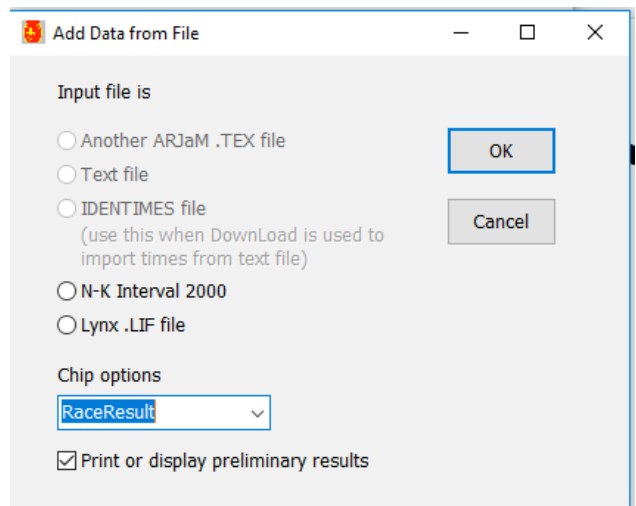 Add Data from File
Input file is
Another ARJaM .TEX file
Text file
IDENTIMES file
(use this when DownLoad is used to
import times from text file)
N-K Interval 2000
Lynx .LIF file
OK
Cancel
Chip options
RaceResult
Print or display preliminary results